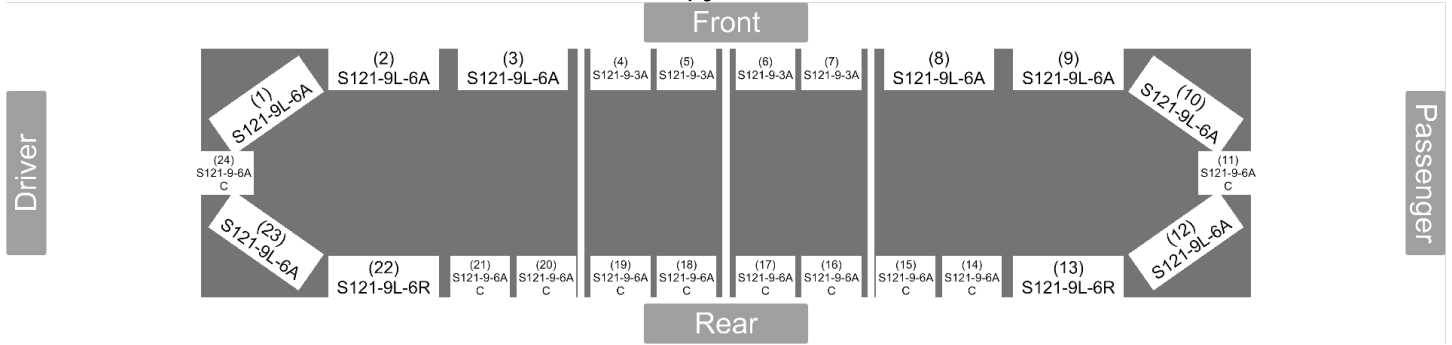 Front
(1)
S121-9L-6A
(2)
S121-9L-6A
(3)
S121-9L-6A
(4)
S121-9-3A
(5)
S121-9-3A
(6)
S121-9-3A
(7)
S121-9-3A
(8)
S121-9L-6A
(9)
S121-9L-6A
(10)
S121-9L-6A
Driver
(24)
S121-9-6A
C
(11)
S121-9-6A
C
Passenger
(23)
S121-9L-6A
(22)
S121-9L-6R
(21)
S121-9-6A
C
(20)
S121-9-6A
C
(19)
S121-9-6A
C
(18)
S121-9-6A
C
(17)
S121-9-6A
C
(16)
S121-9-6A
C
(15)
S121-9-6A
C
(14)
S121-9-6A
C
(13)
S121-9L-6R
(12)
S121-9L-6A
Rear